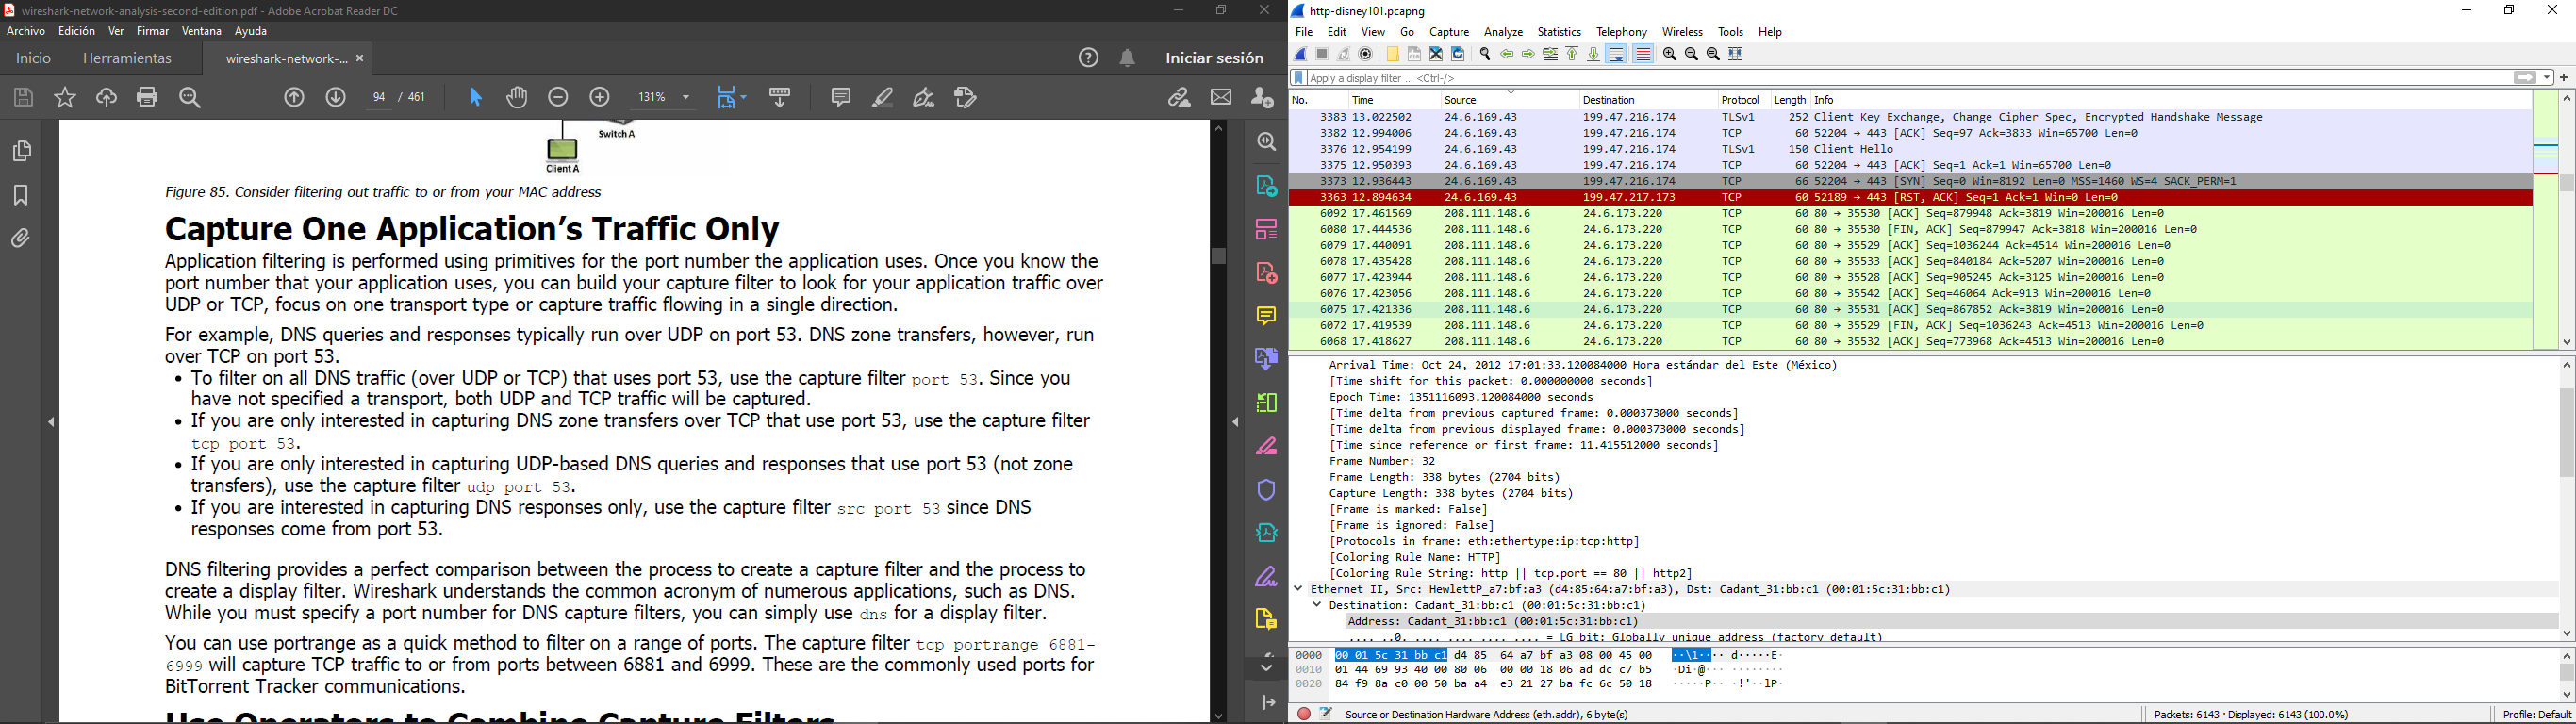 wireshark-network-analysis-second-edition.pdf - Adobe Acrobat Reader DC
Archivo Edición Ver Firmar Ventana Ayuda
Inicio Herramientas wireshark-network-... × Iniciar sesión
94 / 461 131%
Switch A
Client A
Figure 85. Consider filtering out traffic to or from your MAC address
Capture One Application’s Traffic Only
Application filtering is performed using primitives for the port number the application uses. Once you know the
port number that your application uses, you can build your capture filter to look for your application traffic over
UDP or TCP, focus on one transport type or capture traffic flowing in a single direction.
For example, DNS queries and responses typically run over UDP on port 53. DNS zone transfers, however, run
over TCP on port 53.
• To filter on all DNS traffic (over UDP or TCP) that uses port 53, use the capture filter port 53. Since you
have not specified a transport, both UDP and TCP traffic will be captured.
• If you are only interested in capturing DNS zone transfers over TCP that use port 53, use the capture filter
tcp port 53.
• If you are only interested in capturing UDP-based DNS queries and responses that use port 53 (not zone
transfers), use the capture filter udp port 53.
• If you are interested in capturing DNS responses only, use the capture filter src port 53 since DNS
responses come from port 53.
DNS filtering provides a perfect comparison between the process to create a capture filter and the process to
create a display filter. Wireshark understands the common acronym of numerous applications, such as DNS.
While you must specify a port number for DNS capture filters, you can simply use dns for a display filter.
You can use portrange as a quick method to filter on a range of ports. The capture filter tcp portrange 6881-
6999 will capture TCP traffic to or from ports between 6881 and 6999. These are the commonly used ports for
BitTorrent Tracker communications.
Use Operators to Combine Capture Filters
http-disney101.pcapng
File Edit View Go Capture Analyze Statistics Telephony Wireless Tools Help
Apply a display filter ... <Ctrl-/>
No. Time Source Destination Protocol Length Info
3383 13.022502 24.6.169.43 199.47.216.174 TLSv1 252 Client Key Exchange, Change Cipher Spec, Encrypted Handshake Message
3382 12.994006 24.6.169.43 199.47.216.174 TCP 60 52204 → 443 [ACK] Seq=97 Ack=3833 Win=65700 Len=0
3376 12.954199 24.6.169.43 199.47.216.174 TLSv1 150 Client Hello
3375 12.950393 24.6.169.43 199.47.216.174 TCP 60 52204 → 443 [ACK] Seq=1 Ack=1 Win=65700 Len=0
3373 12.936443 24.6.169.43 199.47.216.174 TCP 66 52204 → 443 [SYN] Seq=0 Win=8192 Len=0 MSS=1460 WS=4 SACK_PERM=1
3363 12.894634 24.6.169.43 199.47.217.173 TCP 60 52189 → 443 [RST, ACK] Seq=1 Ack=1 Win=0 Len=0
6092 17.461569 208.111.148.6 24.6.173.220 TCP 60 80 → 35530 [ACK] Seq=879948 Ack=3819 Win=200016 Len=0
6080 17.444536 208.111.148.6 24.6.173.220 TCP 60 80 → 35530 [FIN, ACK] Seq=879947 Ack=3818 Win=200016 Len=0
6079 17.440091 208.111.148.6 24.6.173.220 TCP 60 80 → 35529 [ACK] Seq=1036244 Ack=4514 Win=200016 Len=0
6078 17.435428 208.111.148.6 24.6.173.220 TCP 60 80 → 35533 [ACK] Seq=840184 Ack=5207 Win=200016 Len=0
6077 17.423944 208.111.148.6 24.6.173.220 TCP 60 80 → 35528 [ACK] Seq=905245 Ack=3125 Win=200016 Len=0
6076 17.423056 208.111.148.6 24.6.173.220 TCP 60 80 → 35542 [ACK] Seq=46064 Ack=913 Win=200016 Len=0
6075 17.421336 208.111.148.6 24.6.173.220 TCP 60 80 → 35531 [ACK] Seq=867852 Ack=3819 Win=200016 Len=0
6072 17.419539 208.111.148.6 24.6.173.220 TCP 60 80 → 35529 [FIN, ACK] Seq=1036243 Ack=4513 Win=200016 Len=0
6068 17.418627 208.111.148.6 24.6.173.220 TCP 60 80 → 35532 [ACK] Seq=773968 Ack=4513 Win=200016 Len=0
Arrival Time: Oct 24, 2012 17:01:33.120084000 Hora estándar del Este (México)
[Time shift for this packet: 0.000000000 seconds]
Epoch Time: 1351116093.120084000 seconds
[Time delta from previous captured frame: 0.000373000 seconds]
[Time delta from previous displayed frame: 0.000373000 seconds]
[Time since reference or first frame: 11.415512000 seconds]
Frame Number: 32
Frame Length: 338 bytes (2704 bits)
Capture Length: 338 bytes (2704 bits)
[Frame is marked: False]
[Frame is ignored: False]
[Protocols in frame: eth:ethertype:ip:tcp:http]
[Coloring Rule Name: HTTP]
[Coloring Rule String: http || tcp.port == 80 || http2]
Ethernet II, Src: HewlettP_a7:bf:a3 (d4:85:64:a7:bf:a3), Dst: Cadant_31:bb:c1 (00:01:5c:31:bb:c1)
Destination: Cadant_31:bb:c1 (00:01:5c:31:bb:c1)
Address: Cadant_31:bb:c1 (00:01:5c:31:bb:c1)
.... ..0. .... .... .... .... = LG bit: Globally unique address (factory default)
0000 00 01 5c 31 bb c1 d4 85 64 a7 bf a3 08 00 45 00 ··\1···· d·····E·
0010 01 44 69 93 40 00 80 06 00 00 18 06 ad dc c7 b5 ·Di·@··· ········
0020 84 f9 8a c0 00 50 ba a4 e3 21 27 ba fc 6c 50 18 ·····P·· ·!'··lP·
Source or Destination Hardware Address (eth.addr), 6 byte(s) Packets: 6143 · Displayed: 6143 (100.0%) Profile: Default